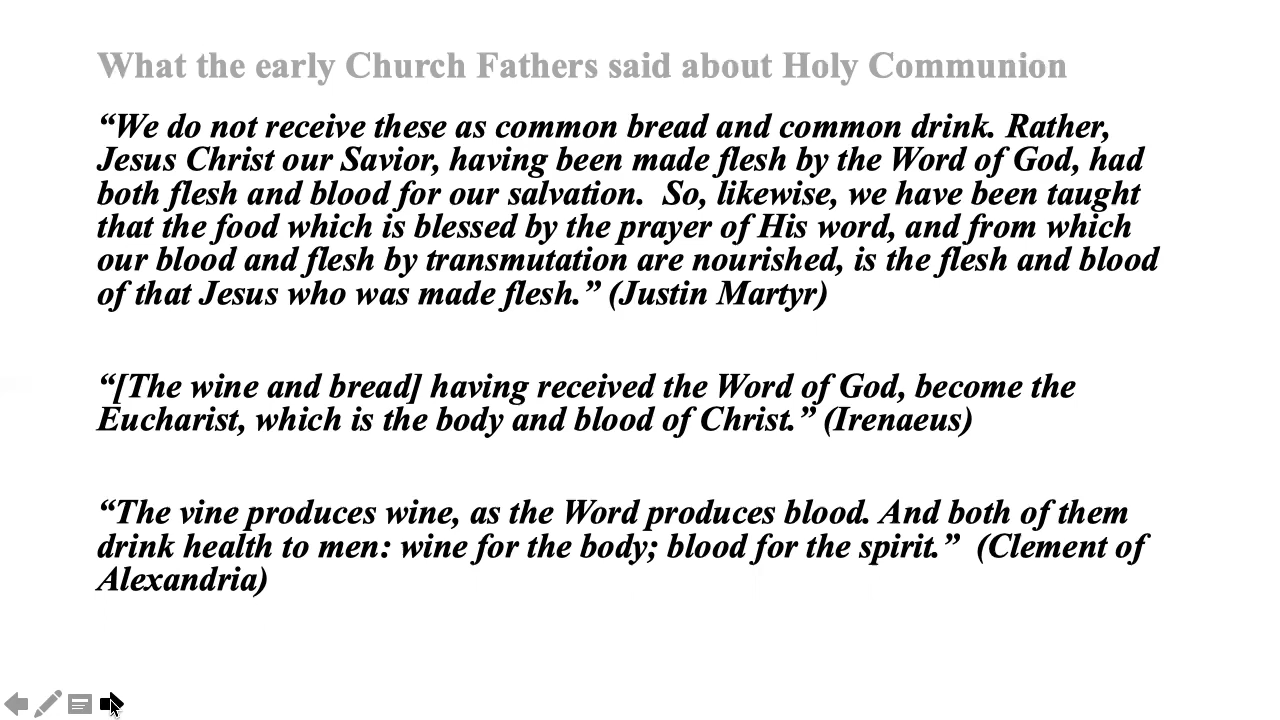 What the early Church Fathers said about Holy Communion
“We do not receive these as common bread and common drink. Rather,
Jesus Christ our Savior, having been made flesh by the Word of God, had
both flesh and blood for our salvation.  So, likewise, we have been taught
that the food which is blessed by the prayer of His word, and from which
our blood and flesh by transmutation are nourished, is the flesh and blood
of that Jesus who was made flesh.” (Justin Martyr)
“[The wine and bread] having received the Word of God, become the
Eucharist, which is the body and blood of Christ.” (Irenaeus)
“The vine produces wine, as the Word produces blood. And both of them
drink health to men: wine for the body; blood for the spirit.”  (Clement of
Alexandria)